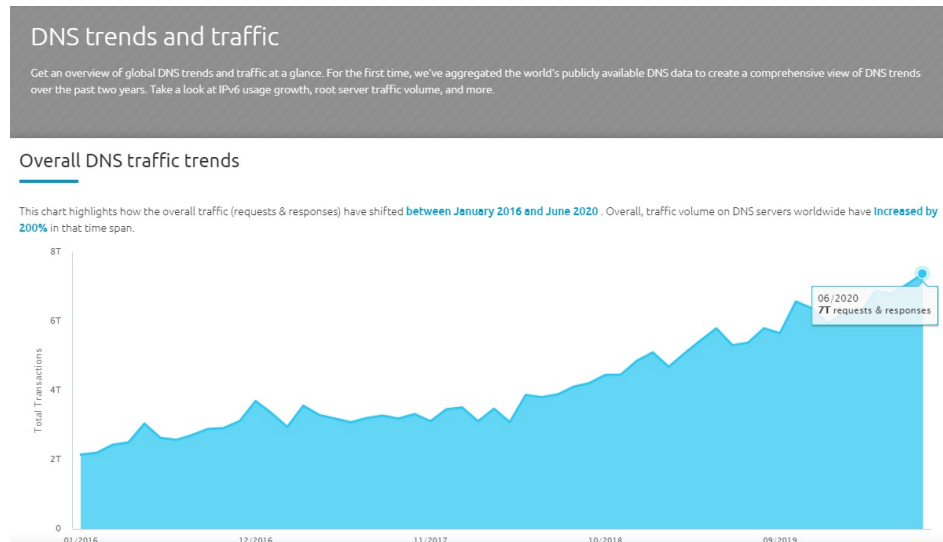 DNS trends and traffic
Get an overview of global DNS trends and traffic at a glance. For the first time, we've aggregated the world's publicly available DNS data to create a comprehensive view of DNS trends
over the past two years. Take a look at IPv6 usage growth, root server traffic volume, and more.
Overall DNS traffic trends
This chart highlights how the overall traffic (requests & responses) have shifted between January 2016 and June 2020 . Overall, traffic volume on DNS servers worldwide have increased by
200% in that time span.
8T
06/2020
7T requests & responses
6T
Total Transactions
4T
2T
0
01/2016 12/2016 11/2017 10/2018 09/2019